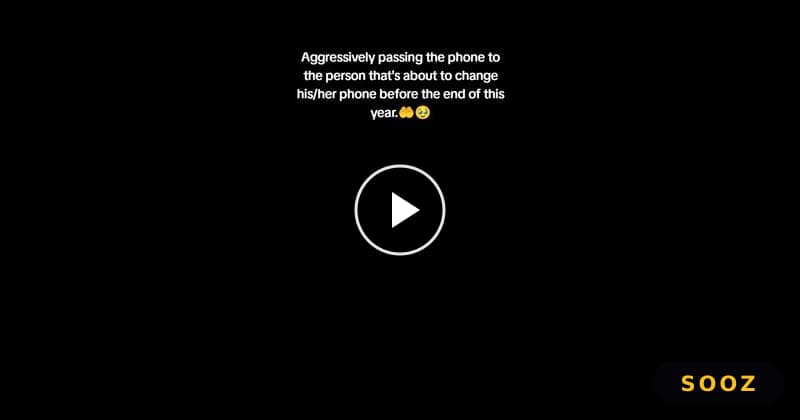 Aggressively passing the phone to
the person that's about to change
his/her phone before the end of this
year.🤲🥹
SOOZ